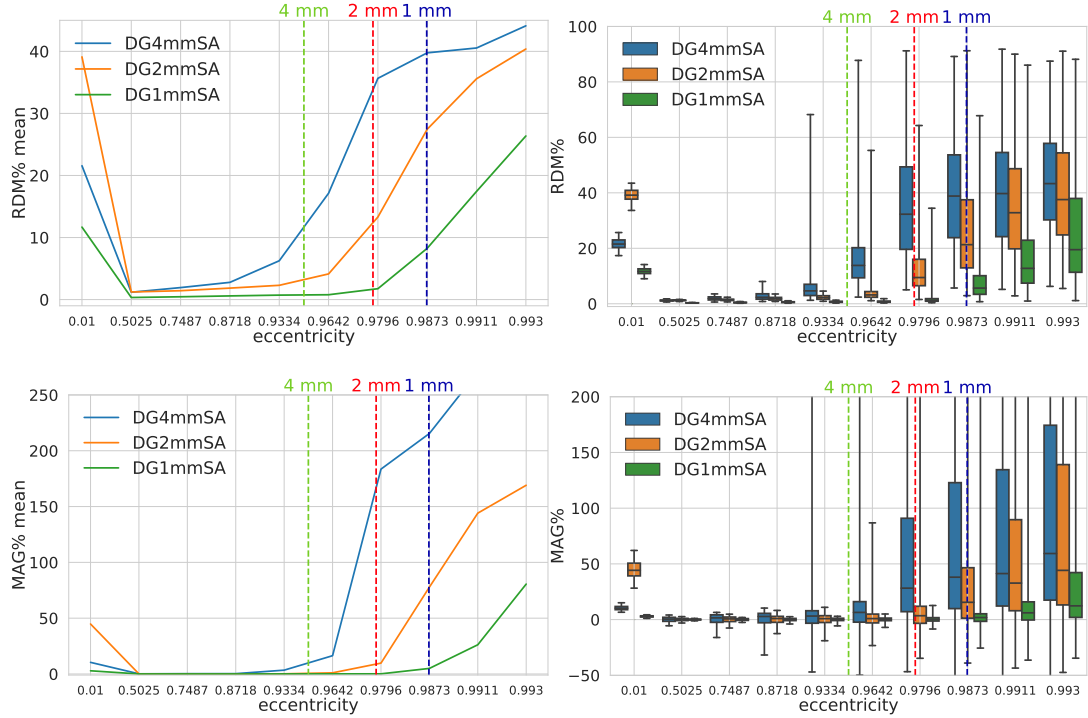 4 mm 2 mm 1 mm
RDM% mean
40
30
20
10
0
DG4mmSA
DG2mmSA
DG1mmSA
0.01 0.5025 0.7487 0.8718 0.9334 0.9642 0.9796 0.9873 0.9911 0.993
eccentricity
4 mm 2 mm 1 mm
RDM%
100
80
60
40
20
0
DG4mmSA
DG2mmSA
DG1mmSA
0.01 0.5025 0.7487 0.8718 0.9334 0.9642 0.9796 0.9873 0.9911 0.993
eccentricity
4 mm 2 mm 1 mm
MAG% mean
250
200
150
100
50
0
DG4mmSA
DG2mmSA
DG1mmSA
0.01 0.5025 0.7487 0.8718 0.9334 0.9642 0.9796 0.9873 0.9911 0.993
eccentricity
4 mm 2 mm 1 mm
MAG%
200
150
100
50
0
−50
DG4mmSA
DG2mmSA
DG1mmSA
0.01 0.5025 0.7487 0.8718 0.9334 0.9642 0.9796 0.9873 0.9911 0.993
eccentricity